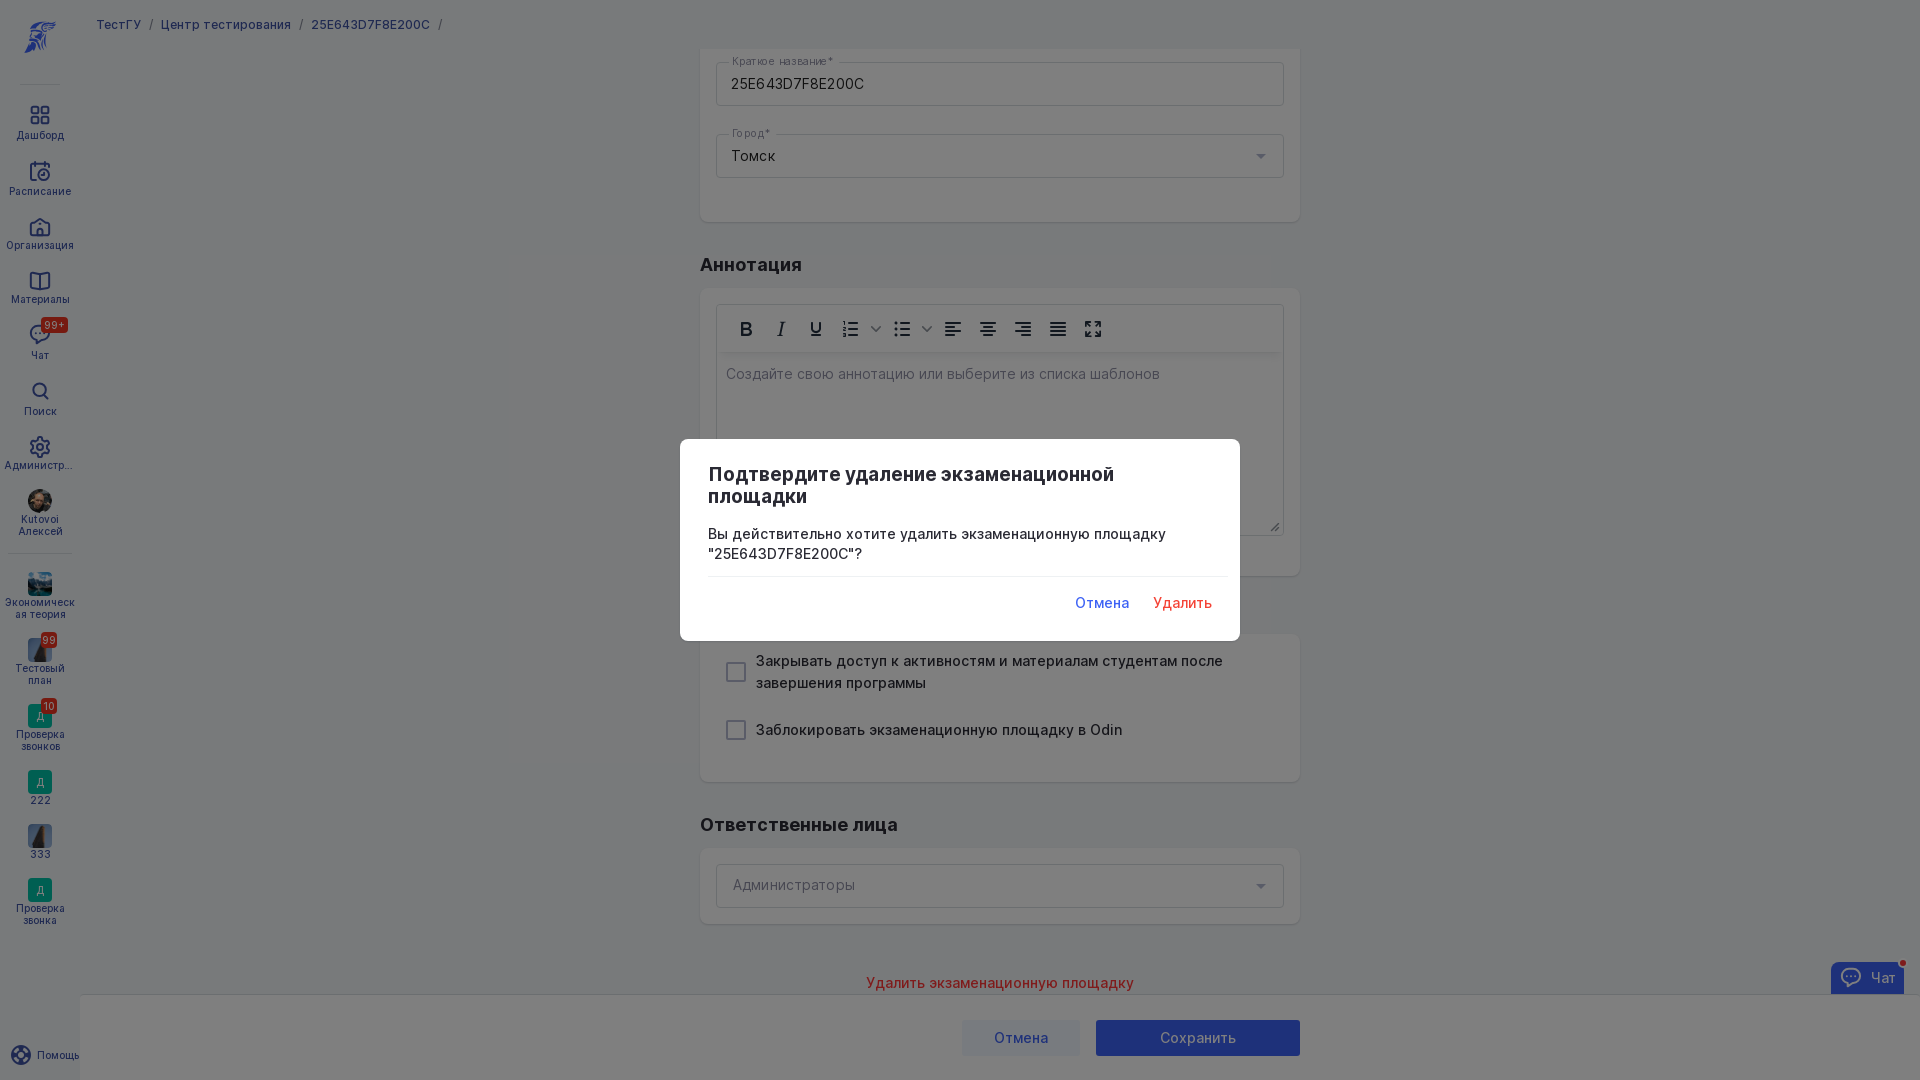 ТестГУ / Центр тестирования / 25E643D7F8E200C /
Дашборд
Расписание
Организация
Материалы
99+
Чат
Поиск
Администр...
Kutovoi
Алексей
Экономическ
ая теория
99
Тестовый
план
10
Д
Проверка
звонков
Д
222
333
Д
Проверка
звонка
Помощь
Краткое название*
25E643D7F8E200C
Город*
Томск
Аннотация
Создайте свою аннотацию или выберите из списка шаблонов
Подтвердите удаление экзаменационной
площадки
Вы действительно хотите удалить экзаменационную площадку
"25E643D7F8E200C"?
Отмена Удалить
Закрывать доступ к активностям и материалам студентам после
завершения программы
Заблокировать экзаменационную площадку в Odin
Ответственные лица
Администраторы
Удалить экзаменационную площадку
Чат
Отмена Сохранить